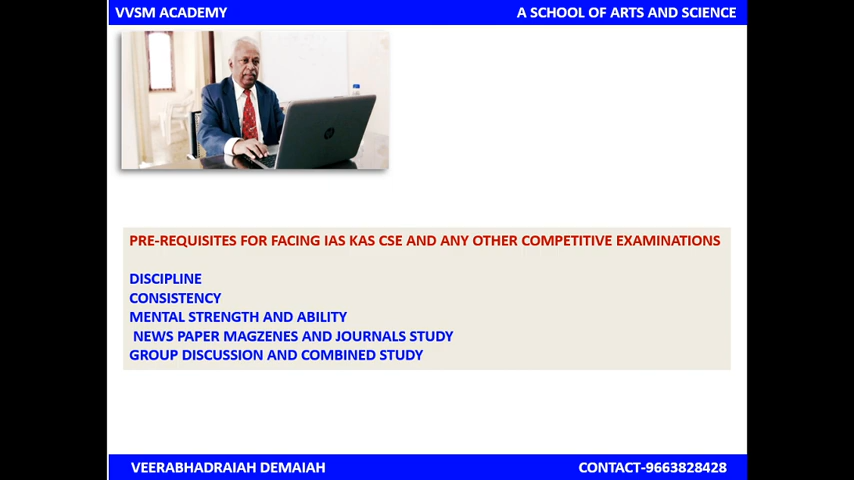 VVSM ACADEMY A SCHOOL OF ARTS AND SCIENCE
PRE-REQUISITES FOR FACING IAS KAS CSE AND ANY OTHER COMPETITIVE EXAMINATIONS
DISCIPLINE
CONSISTENCY
MENTAL STRENGTH AND ABILITY
NEWS PAPER MAGZENES AND JOURNALS STUDY
GROUP DISCUSSION AND COMBINED STUDY
VEERABHADRAIAH DEMAIAH CONTACT-9663828428